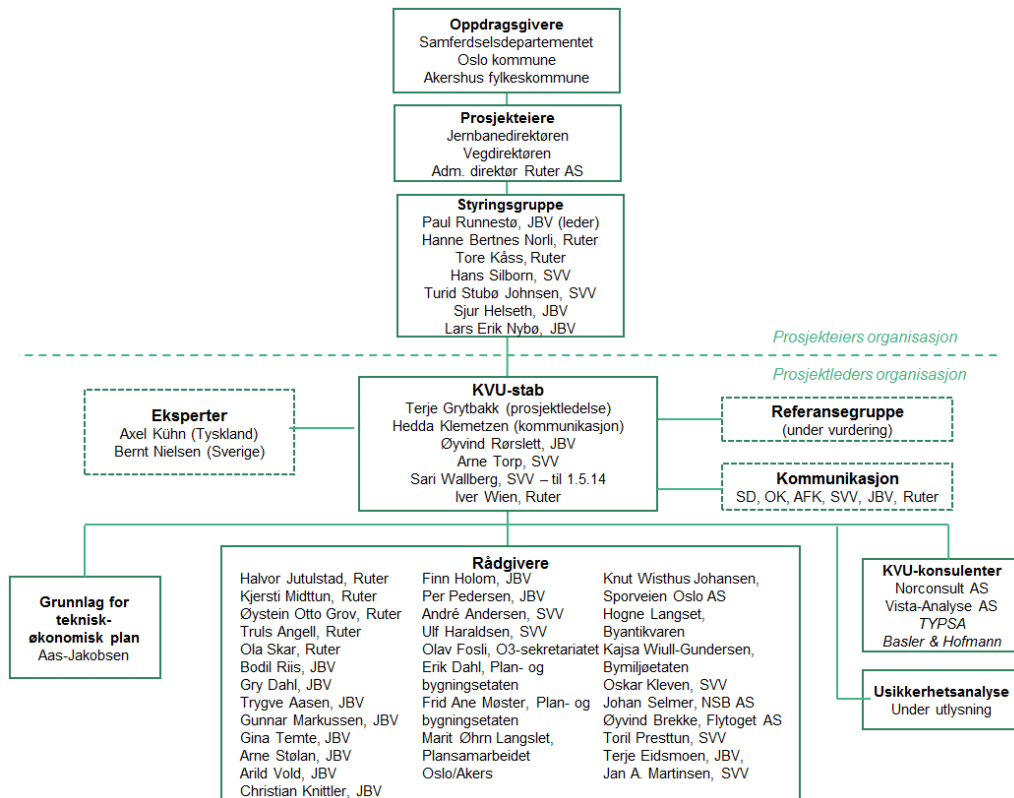 Oppdragsgivere
Samferdselsdepartementet
Oslo kommune
Akershus fylkeskommune
Prosjekteiere
Jernbanedirektøren
Vegdirektøren
Adm. direktør Ruter AS
Styringsgruppe
Paul Runnestø, JBV (leder)
Hanne Bertnes Norli, Ruter
Tore Kåss, Ruter
Hans Silborn, SVV
Turid Stubø Johnsen, SVV
Sjur Helseth, JBV
Lars Erik Nybø, JBV
Prosjekteiers organisasjon
Prosjektleders organisasjon
Eksperter
Axel Kühn (Tyskland)
Bernt Nielsen (Sverige)
KVU-stab
Terje Grytbakk (prosjektledelse)
Hedda Klemetzen (kommunikasjon)
Øyvind Rørslett, JBV
Arne Torp, SVV
Sari Wallberg, SVV – til 1.5.14
Iver Wien, Ruter
Referansegruppe
(under vurdering)
Kommunikasjon
SD, OK, AFK, SVV, JBV, Ruter
Grunnlag for
teknisk-
økonomisk plan
Aas-Jakobsen
Rådgivere
Halvor Jutulstad, Ruter
Kjersti Midttun, Ruter
Øystein Otto Grov, Ruter
Truls Angell, Ruter
Ola Skar, Ruter
Bodil Riis, JBV
Gry Dahl, JBV
Trygve Aasen, JBV
Gunnar Markussen, JBV
Gina Temte, JBV
Arne Stølan, JBV
Arild Vold, JBV
Christian Knittler, JBV
Finn Holom, JBV
Per Pedersen, JBV
André Andersen, SVV
Ulf Haraldsen, SVV
Olav Fosli, O3-sekretariatet
Erik Dahl, Plan- og
bygningsetaten
Frid Ane Møster, Plan- og
bygningsetaten
Marit Øhrn Langslet,
Plansamarbeidet
Oslo/Akers
Knut Wisthus Johansen,
Sporveien Oslo AS
Hogne Langset,
Byantikvaren
Kajsa Wiull-Gundersen,
Bymiljøetaten
Oskar Kleven, SVV
Johan Selmer, NSB AS
Øyvind Brekke, Flytoget AS
Toril Presttun, SVV
Terje Eidsmoen, JBV,
Jan A. Martinsen, SVV
KVU-konsulenter
Norconsult AS
Vista-Analyse AS
TYPSA
Basler & Hofmann
Usikkerhetsanalyse
Under utlysning